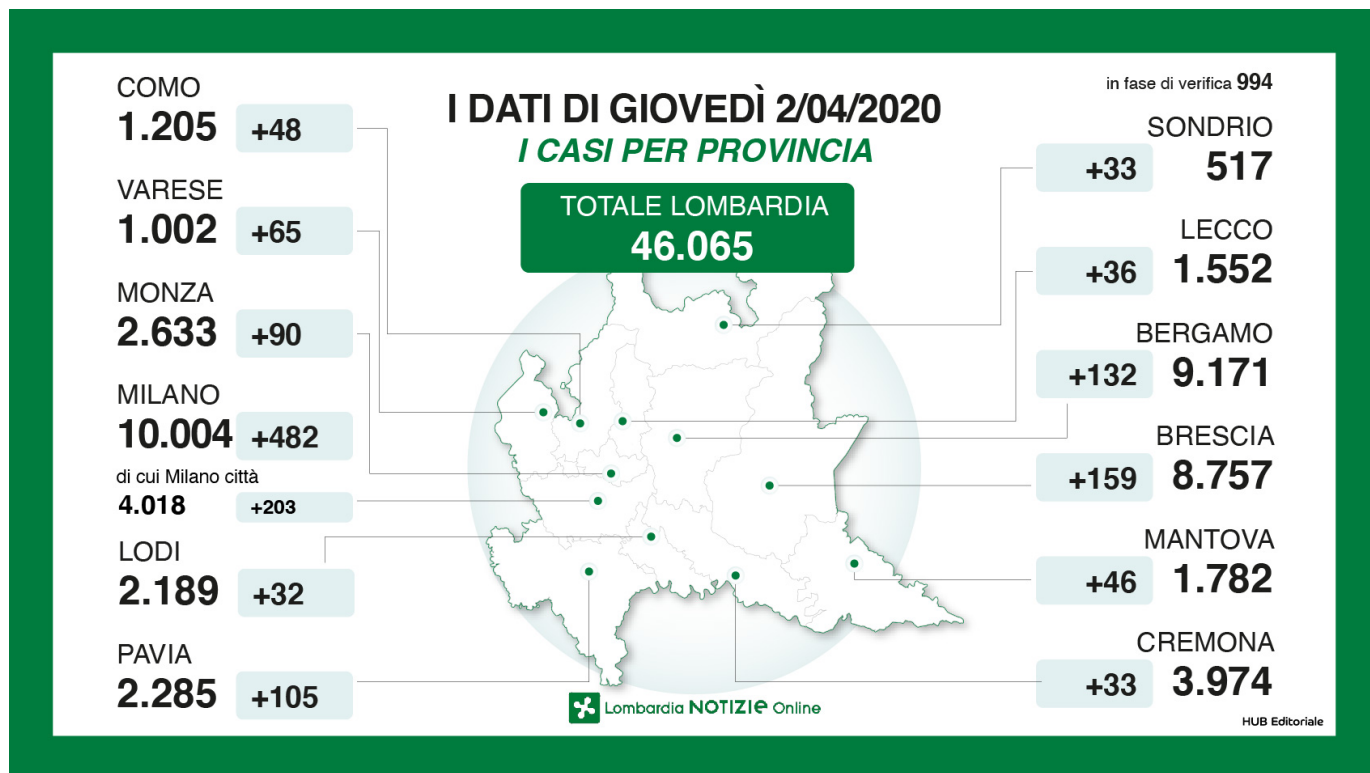 I DATI DI GIOVEDÌ 2/04/2020
I CASI PER PROVINCIA
TOTALE LOMBARDIA
46.065
COMO
1.205 +48
VARESE
1.002 +65
MONZA
2.633 +90
MILANO
10.004 +482
di cui Milano città
4.018 +203
LODI
2.189 +32
PAVIA
2.285 +105
in fase di verifica 994
SONDRIO
+33 517
LECCO
+36 1.552
BERGAMO
+132 9.171
BRESCIA
+159 8.757
MANTOVA
+46 1.782
CREMONA
+33 3.974
Lombardia NOTIZIE Online
HUB Editoriale